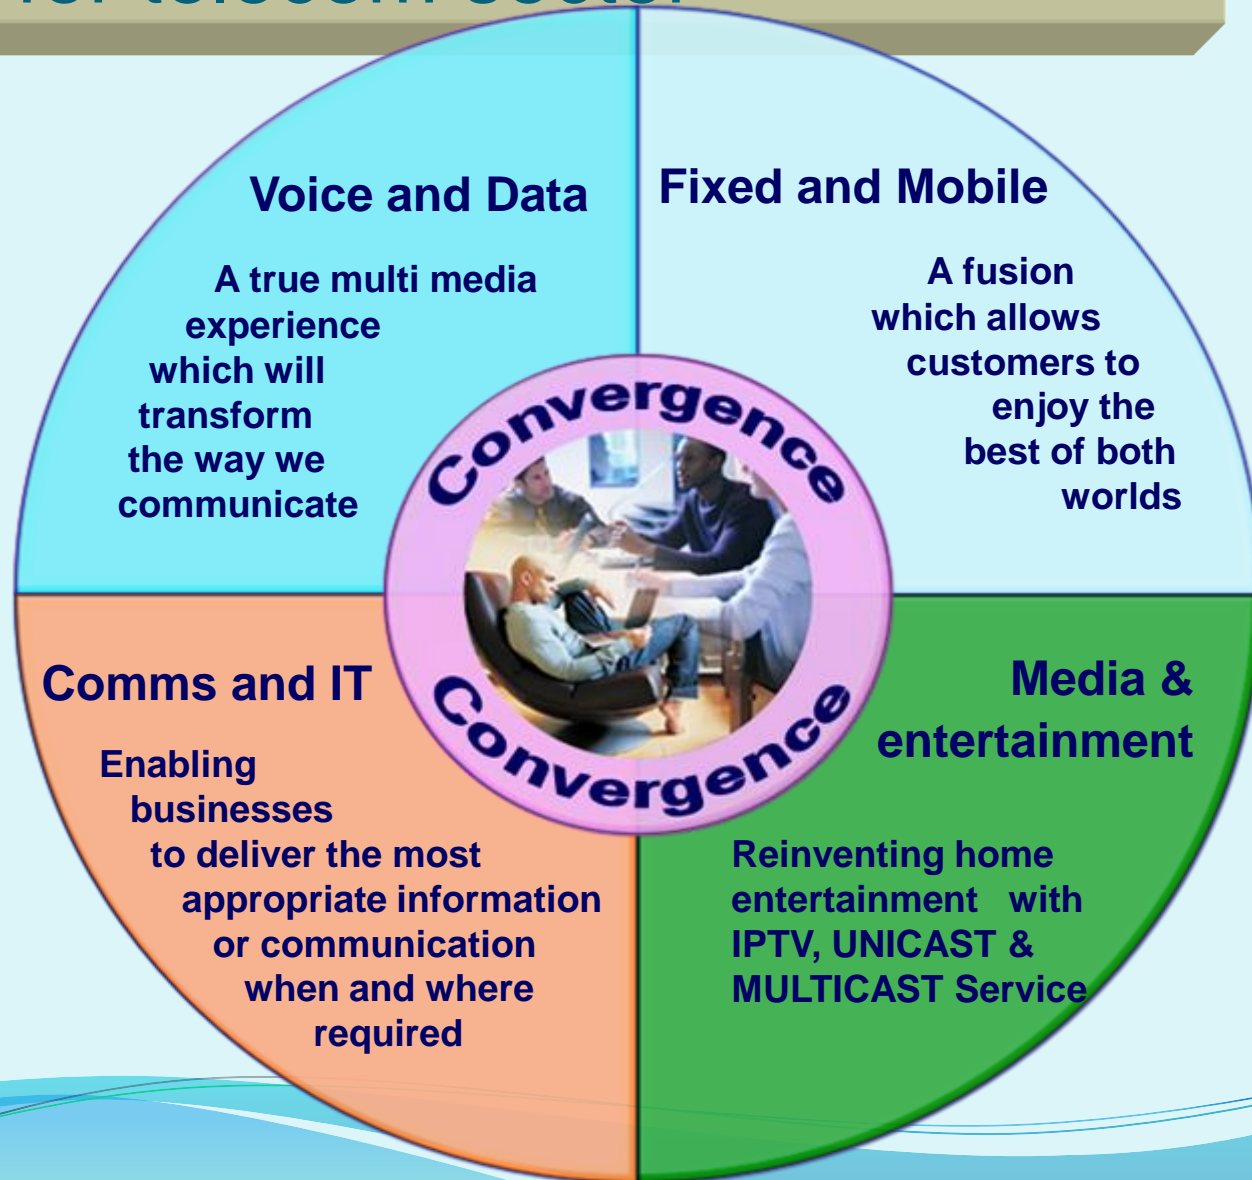 for telecom sector
Voice and Data
A true multi media
experience
which will
transform
the way we
communicate
Fixed and Mobile
A fusion
which allows
customers to
enjoy the
best of both
worlds
Convergence
Convergence
Comms and IT
Enabling
businesses
to deliver the most
appropriate information
or communication
when and where
required
Media &
entertainment
Reinventing home
entertainment with
IPTV, UNICAST &
MULTICAST Service